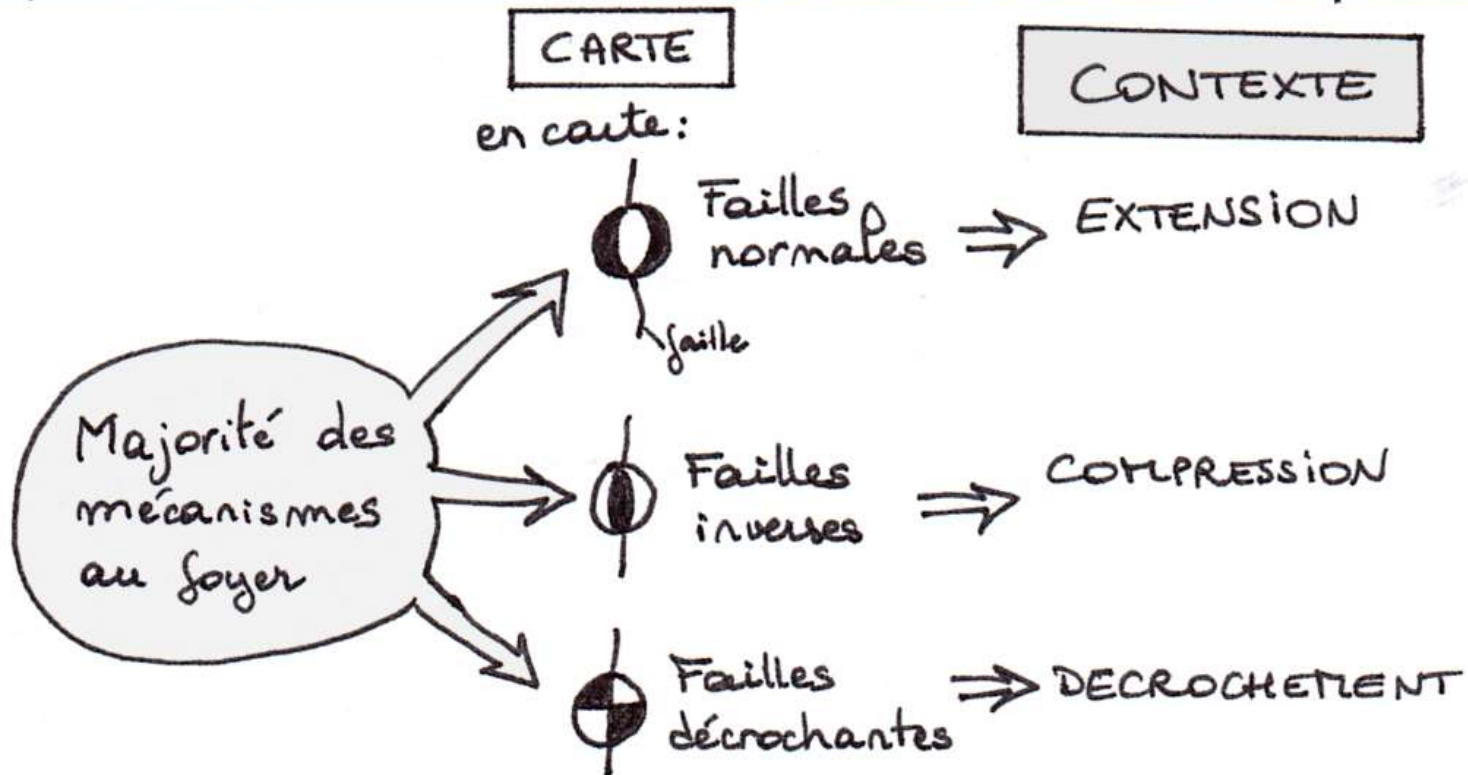 CARTE
CONTEXTE
en carte:
Failles
normales
EXTENSION
faille
Majorité des
mécanismes
au foyer
Failles
inverses
COMPRESSION
Failles
décrochantes
DECROCHEMENT